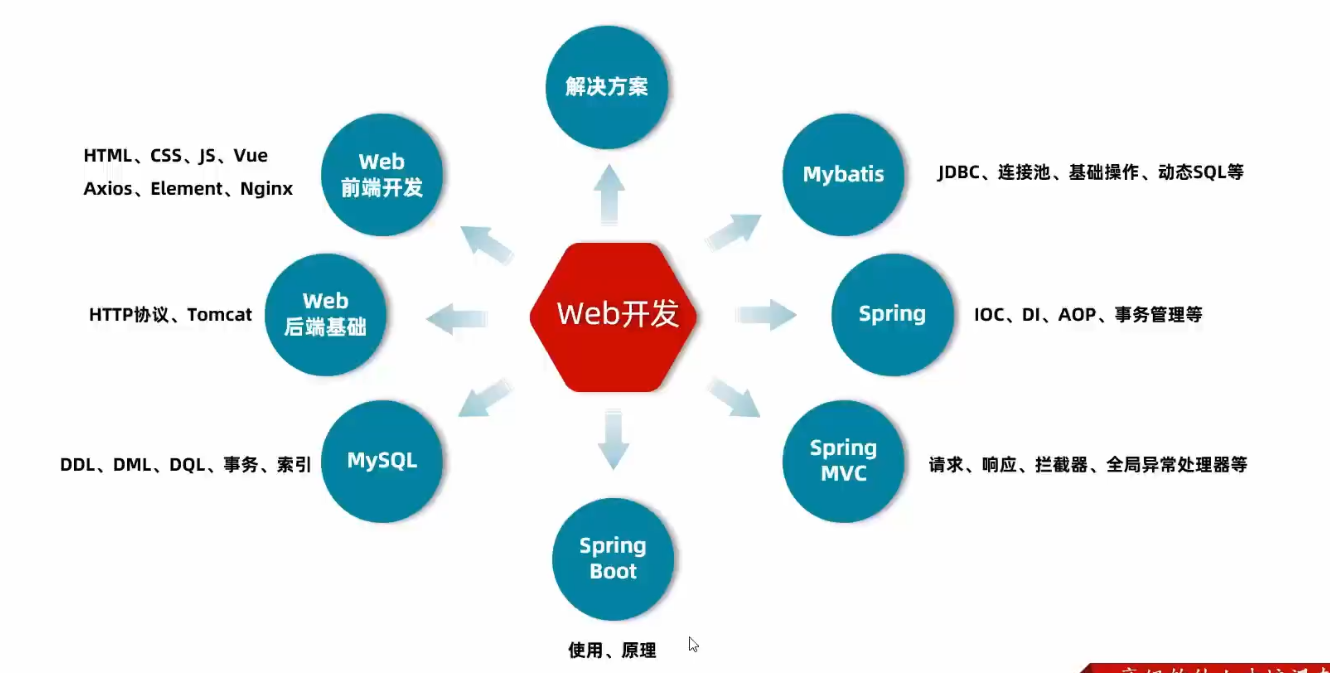 解决方案
Web
前端开发
HTML、CSS、JS、Vue
Axios、Element、Nginx
Mybatis
JDBC、连接池、基础操作、动态SQL等
Web
后端基础
HTTP协议、Tomcat
Web开发
Spring
IOC、DI、AOP、事务管理等
MySQL
DDL、DML、DQL、事务、索引
Spring
MVC
请求、响应、拦截器、全局异常处理器等
Spring
Boot
使用、原理